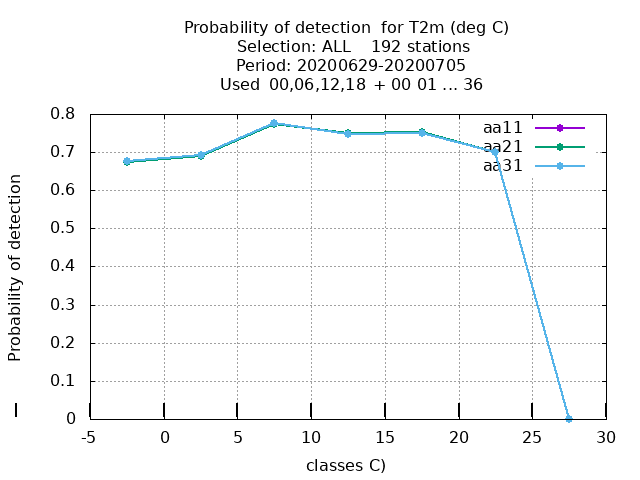 Probability of detection for T2m (deg C)
Selection: ALL 192 stations
Period: 20200629-20200705
Used 00,06,12,18 + 00 01 ... 36
aa11
aa21
aa31
Probability of detection
0.8
0.7
0.6
0.5
0.4
0.3
0.2
0.1
0
-5 0 5 10 15 20 25 30
classes C)